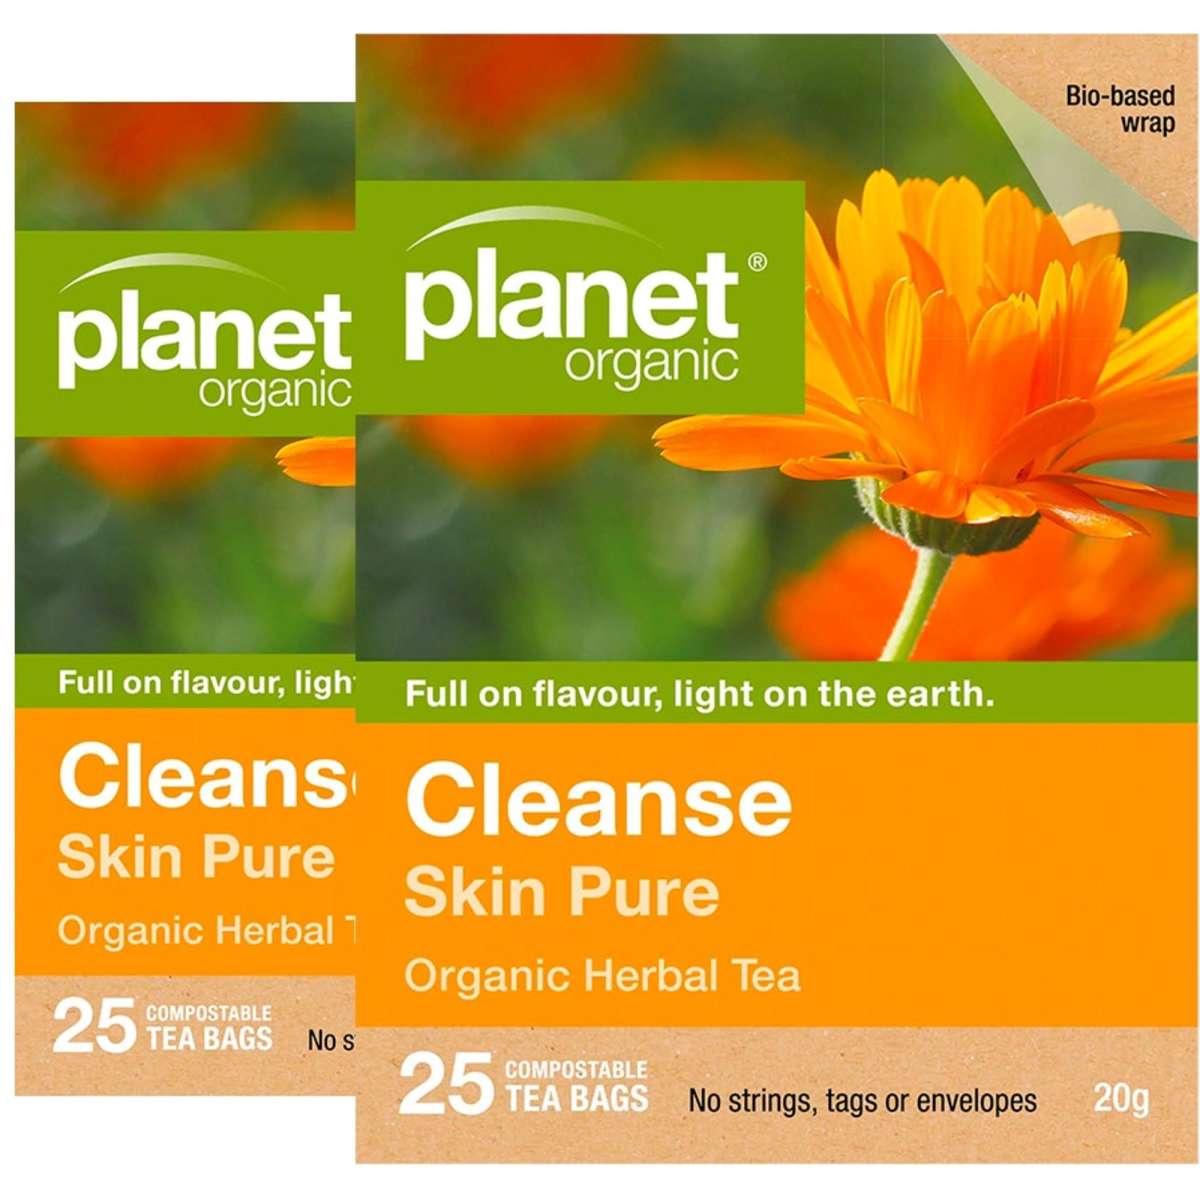 planet
organic
Full on flavour, ligh
Cleanse
Skin Pure
Organic Herbal T
25 COMPOSTABLE
TEA BAGS
No s
Bio-based
wrap
planet®
organic
Full on flavour, light on the earth.
Cleanse
Skin Pure
Organic Herbal Tea
25 COMPOSTABLE
TEA BAGS
No strings, tags or envelopes
20g